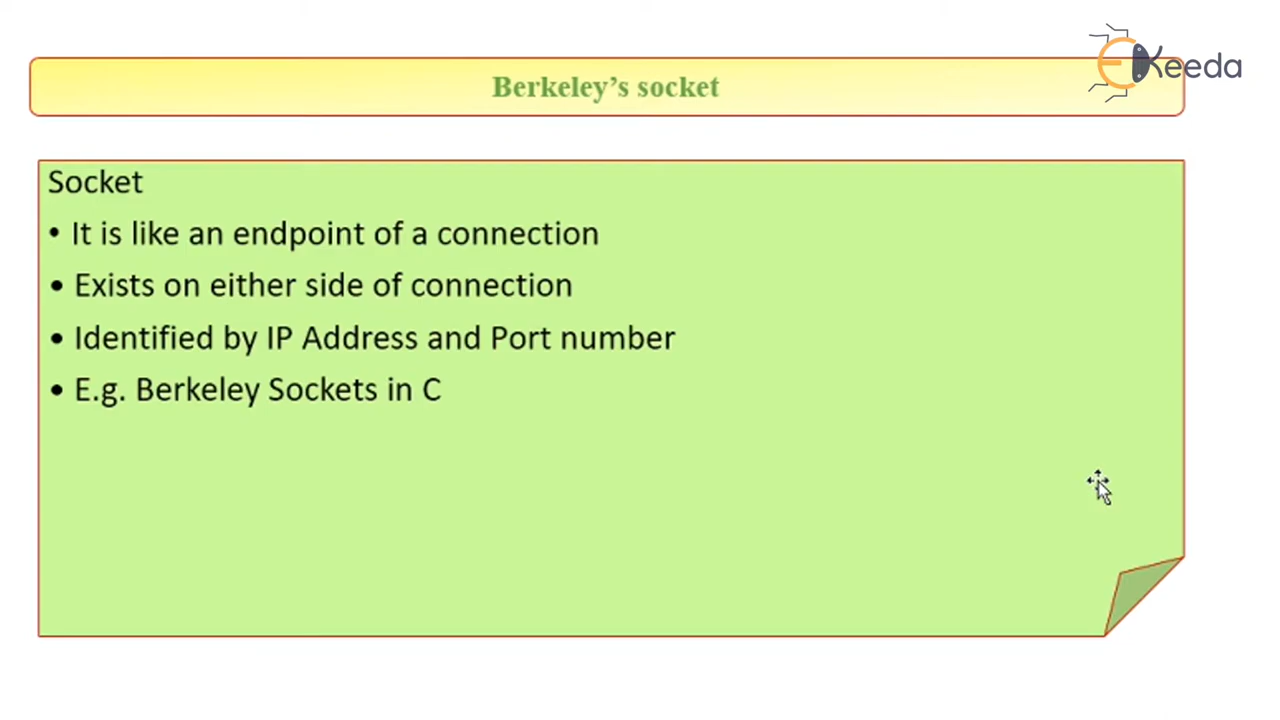 EKeeda
Berkeley’s socket
Socket
• It is like an endpoint of a connection
• Exists on either side of connection
• Identified by IP Address and Port number
• E.g. Berkeley Sockets in C